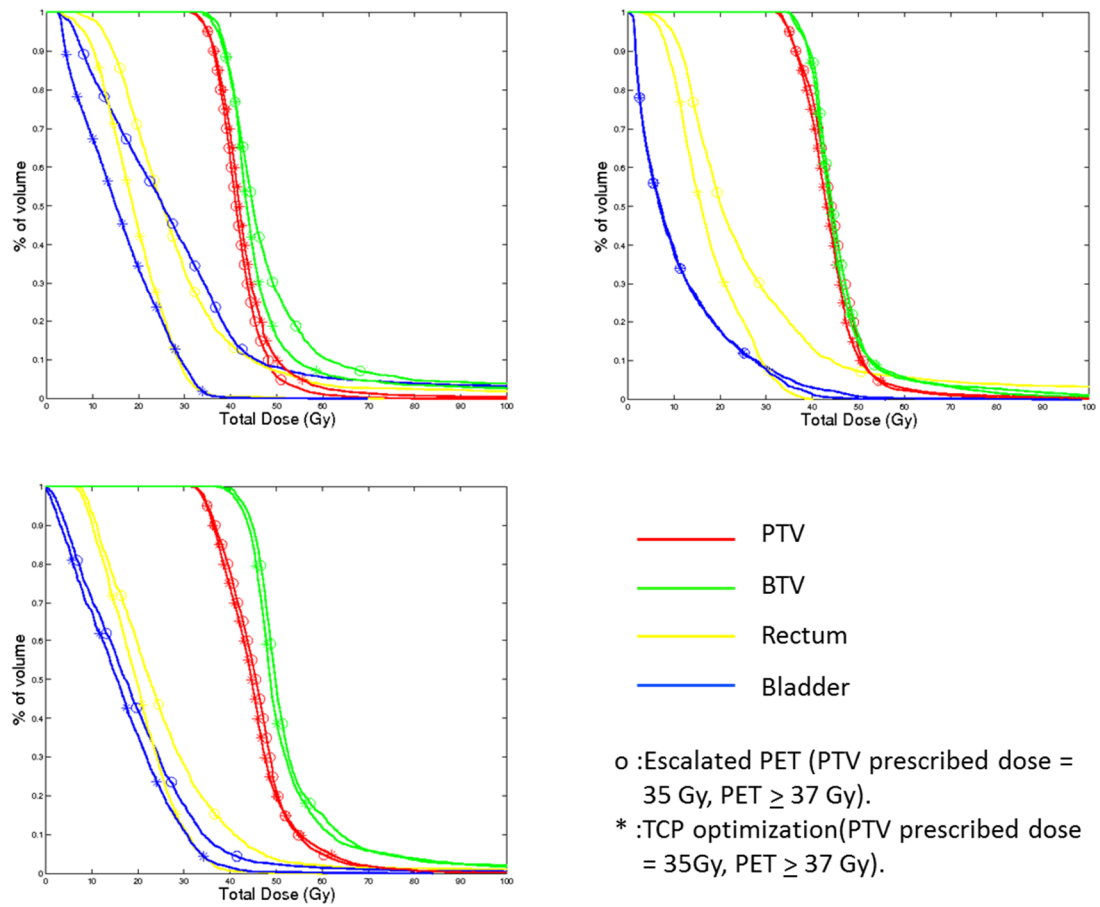 1
0.9
0.8
0.7
0.6
0.5
0.4
0.3
0.2
0.1
0
% of volume
0 10 20 30 40 50 60 70 80 90 100
Total Dose (Gy)
1
0.9
0.8
0.7
0.6
0.5
0.4
0.3
0.2
0.1
0
% of volume
0 10 20 30 40 50 60 70 80 90 100
Total Dose (Gy)
1
0.9
0.8
0.7
0.6
0.5
0.4
0.3
0.2
0.1
0
% of volume
0 10 20 30 40 50 60 70 80 90 100
Total Dose (Gy)
PTV
BTV
Rectum
Bladder
o :Escalated PET (PTV prescribed dose =
35 Gy, PET ≥ 37 Gy).
* :TCP optimization(PTV prescribed dose
= 35Gy, PET ≥ 37 Gy).